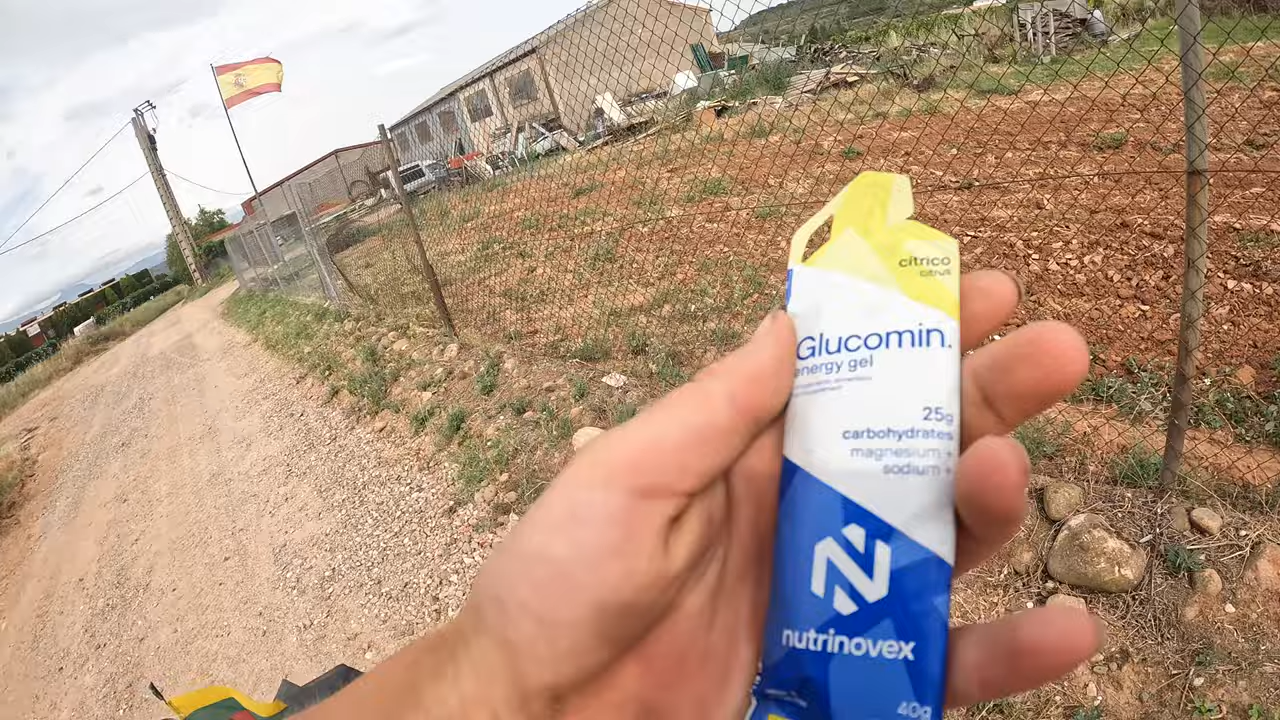 cítrico
citrus
Glucomin.
energy gel
25g
carbohydrates
magnesium +
sodium +
nutrinovex
40g